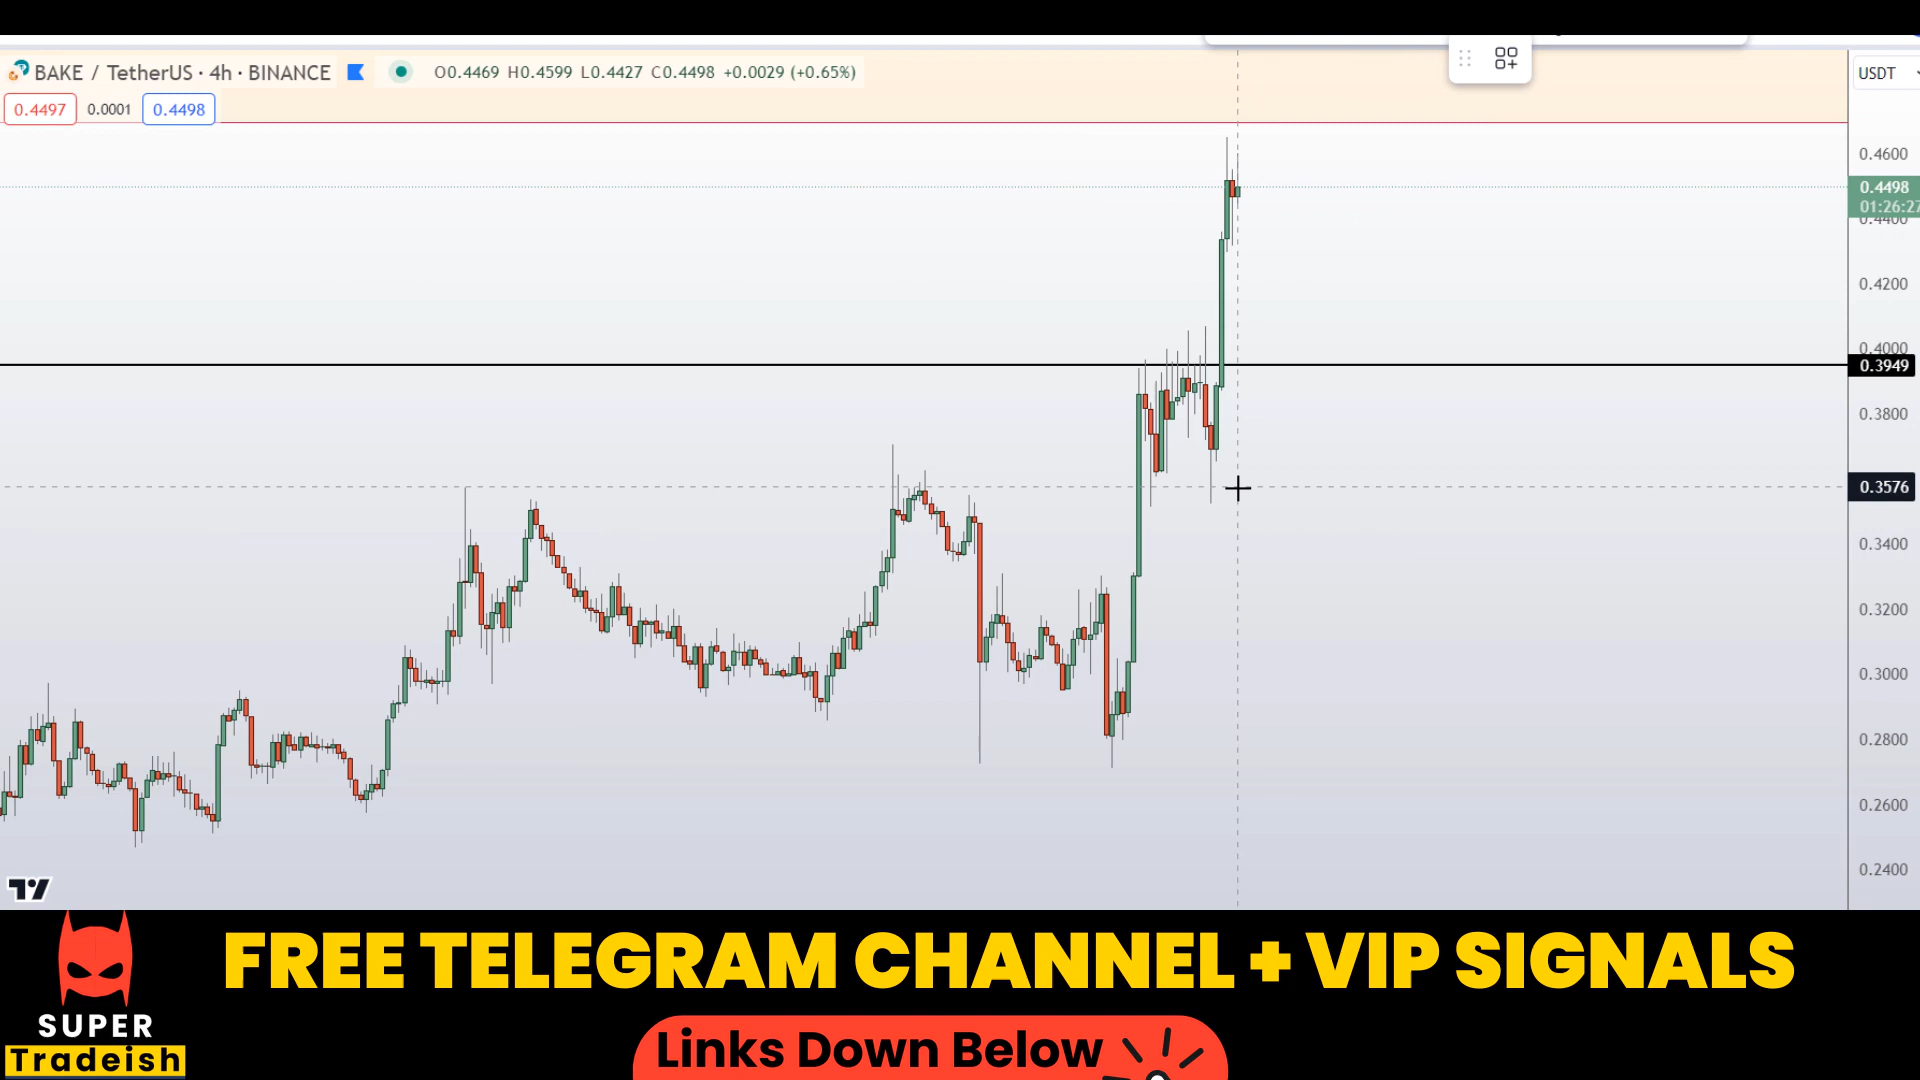 BAKE / TetherUS · 4h · BINANCE
O0.4469 H0.4599 L0.4427 C0.4498 +0.0029 (+0.65%)
USDT
0.4497
0.0001
0.4498
0.4600
0.4498
01:26:27
0.4400
0.4200
0.4000
0.3949
0.3800
0.3576
0.3400
0.3200
0.3000
0.2800
0.2600
0.2400
FREE TELEGRAM CHANNEL + VIP SIGNALS
SUPER
Tradeish
Links Down Below